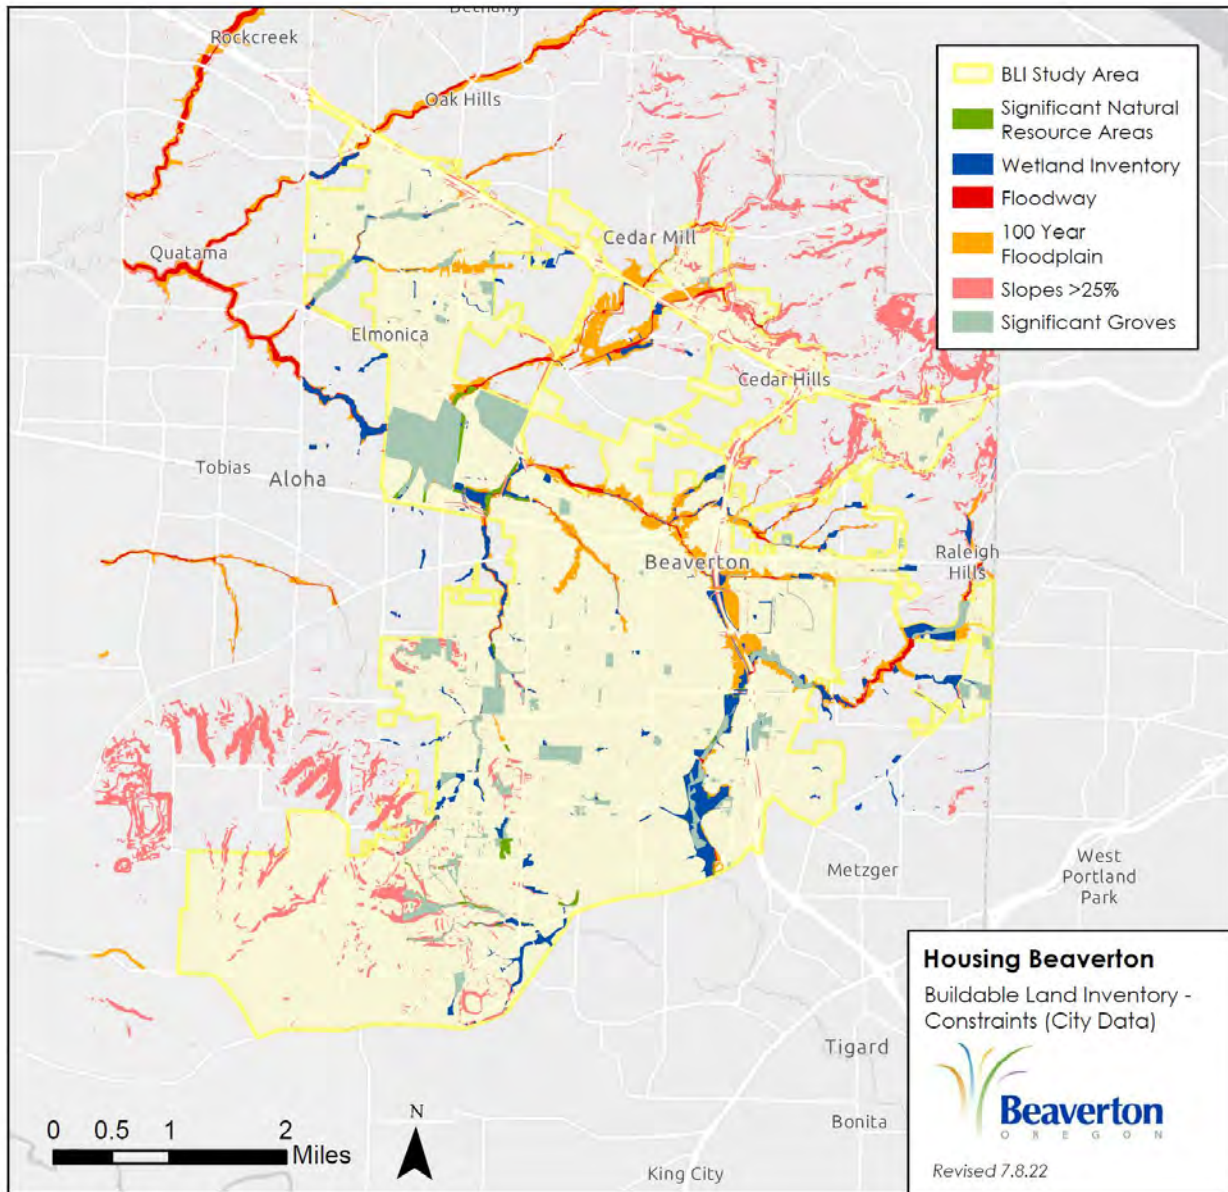 Bethany
Rockcreek
Oak Hills
BLI Study Area
Significant Natural
Resource Areas
Wetland Inventory
Floodway
100 Year
Floodplain
Slopes >25%
Significant Groves
Quatama
Cedar Mill
Elmonica
Cedar Hills
Tobias
Aloha
Beaverton
Raleigh
Hills
Metzger
West
Portland
Park
Housing Beaverton
Buildable Land Inventory -
Constraints (City Data)
Beaverton
OREGON
Revised 7.8.22
Tigard
Bonita
King City
N
0 0.5 1 2
Miles